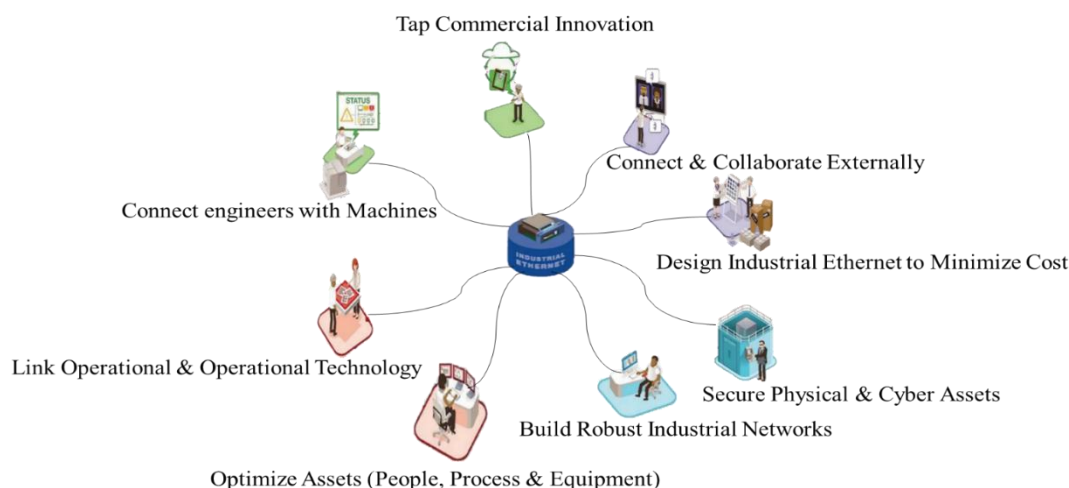 Tap Commercial Innovation
STATUS
Connect & Collaborate Externally
Connect engineers with Machines
INDUSTRIAL
ETHERNET
Design Industrial Ethernet to Minimize Cost
Link Operational & Operational Technology
Secure Physical & Cyber Assets
Build Robust Industrial Networks
Optimize Assets (People, Process & Equipment)